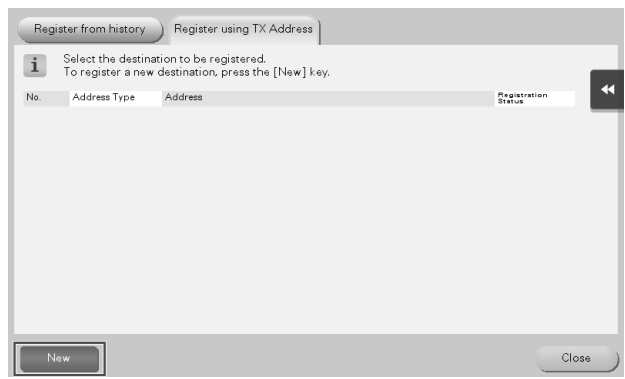 Register from history
Register using TX Address
i
Select the destination to be registered.
To register a new destination, press the [New] key.
No.
Address Type
Address
Registration
Status
New
Close